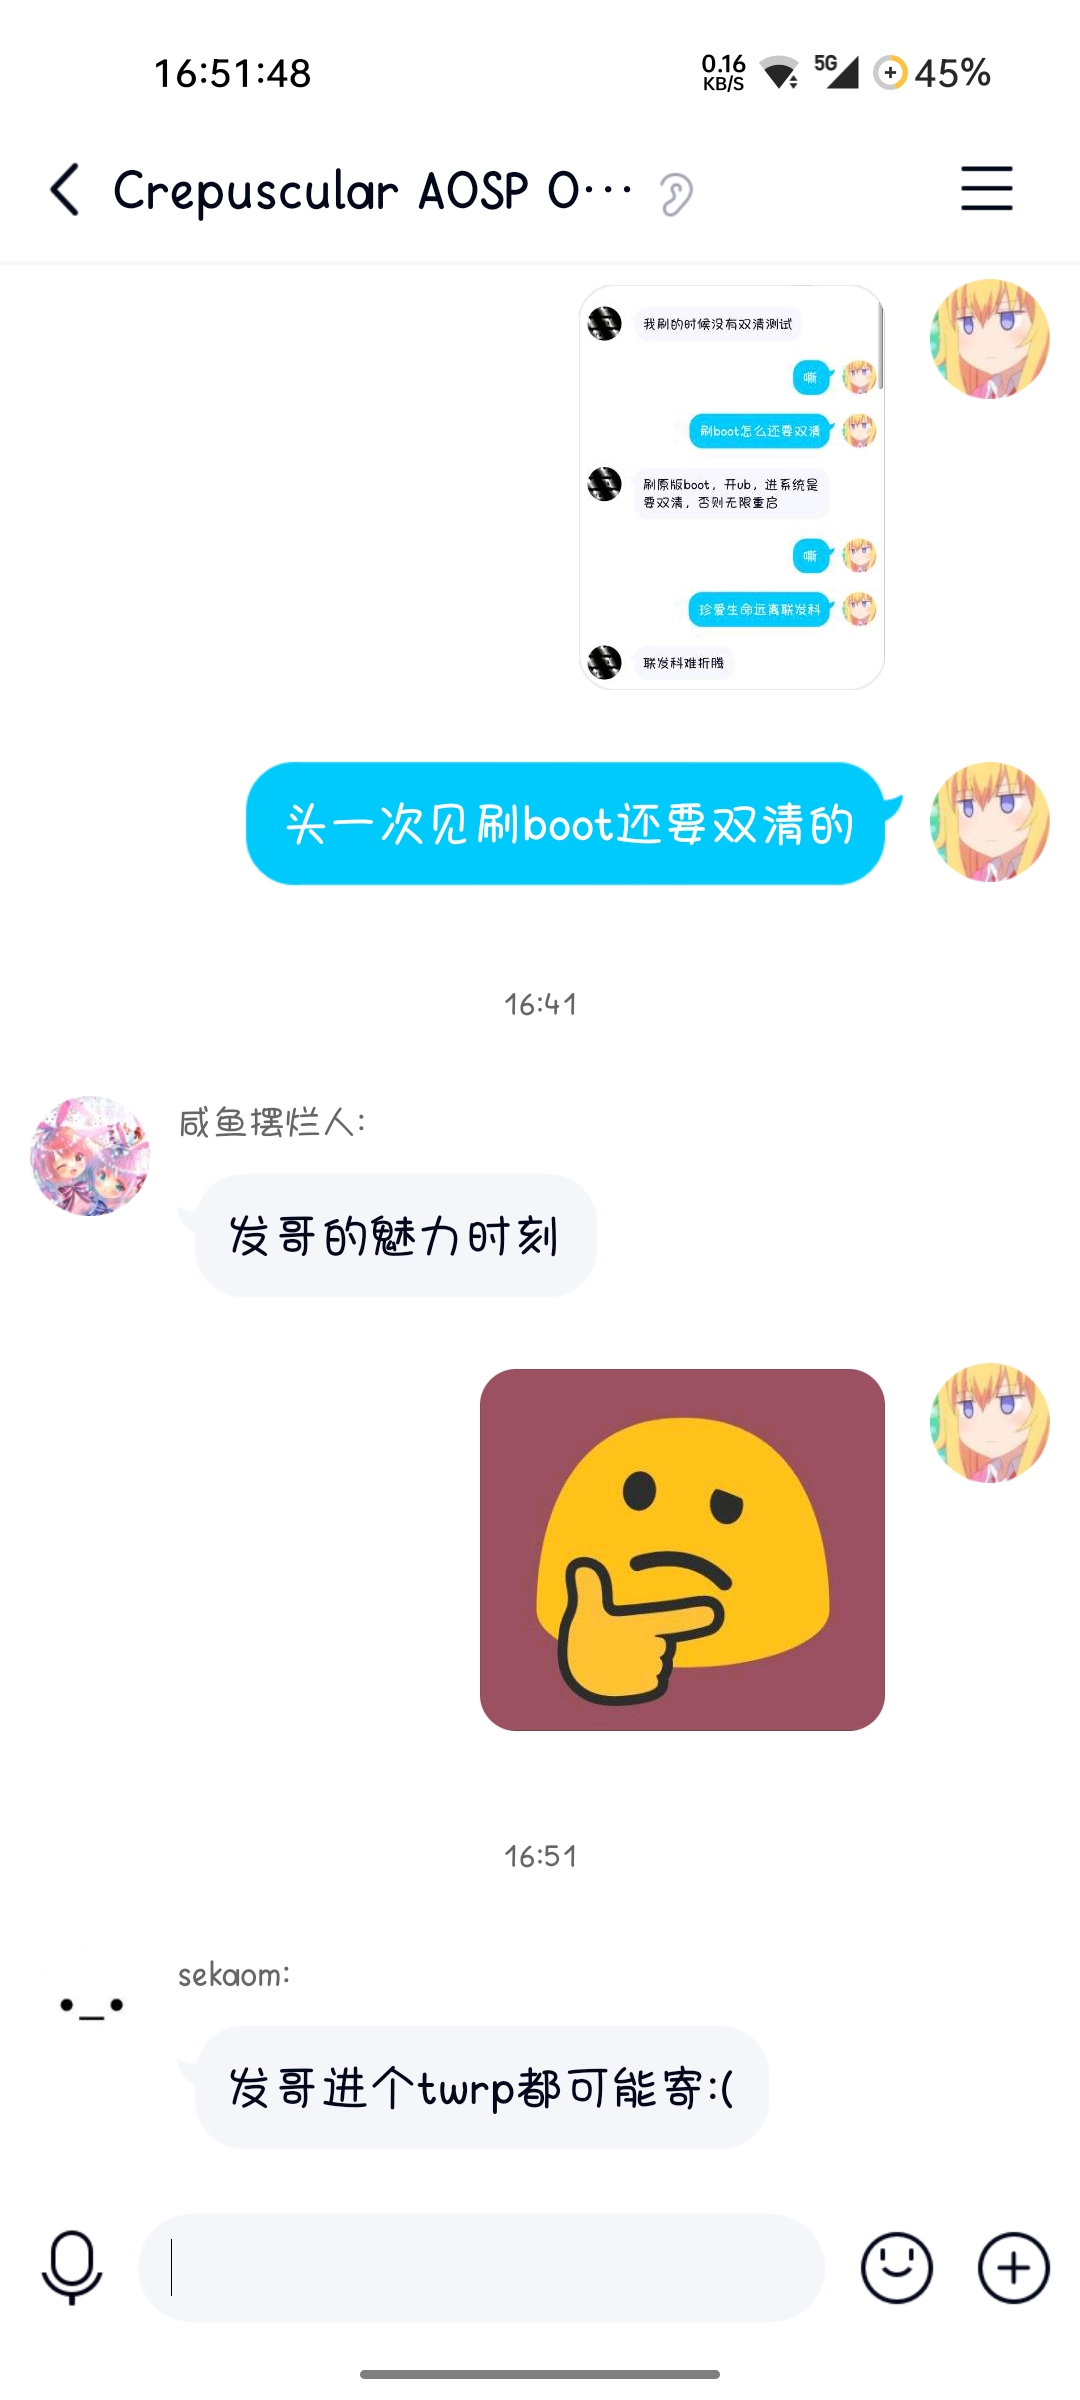 16:51:48
0.16
KB/S
5G
45%
Crepuscular AOSP O···
我刷的时候没有双清测试
嘶
刷boot怎么还要双清
刷原版boot，开ub，进系统是
要双清，否则无限重启
嘶
珍爱生命远离联发科
联发科难折腾
头一次见刷boot还要双清的
16:41
咸鱼摆烂人:
发哥的魅力时刻
16:51
sekaom:
发哥进个twrp都可能寄:(